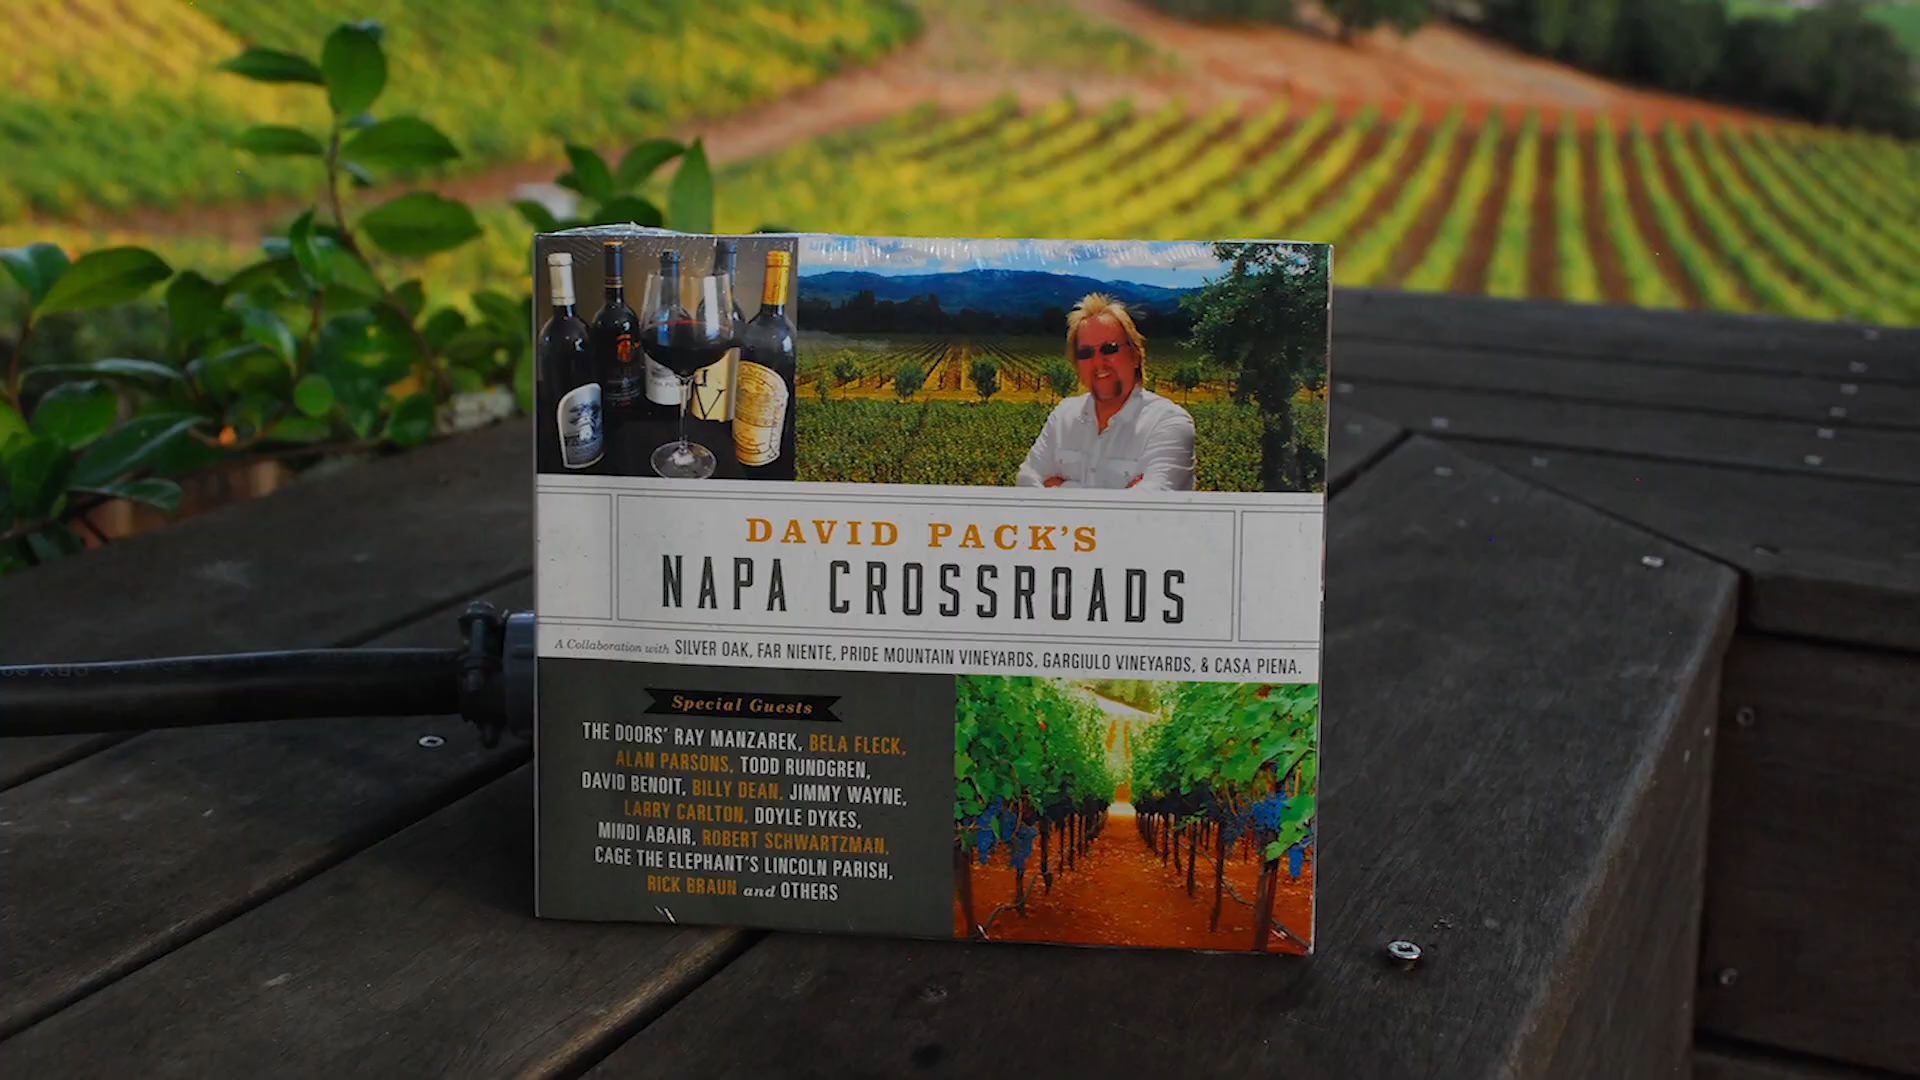 DAVID PACK'S
NAPA CROSSROADS
A Collaboration with SILVER OAK, FAR NIENTE, PRIDE MOUNTAIN VINEYARDS, GARGIULO VINEYARDS, & CASA PIENA.
Special Guests
THE DOORS' RAY MANZAREK, BELA FLECK,
ALAN PARSONS, TODD RUNDGREN,
DAVID BENOIT, BILLY DEAN, JIMMY WAYNE,
LARRY CARLTON, DOYLE DYKES,
MINDI ABAIR, ROBERT SCHWARTZMAN,
CAGE THE ELEPHANT'S LINCOLN PARISH,
RICK BRAUN and OTHERS